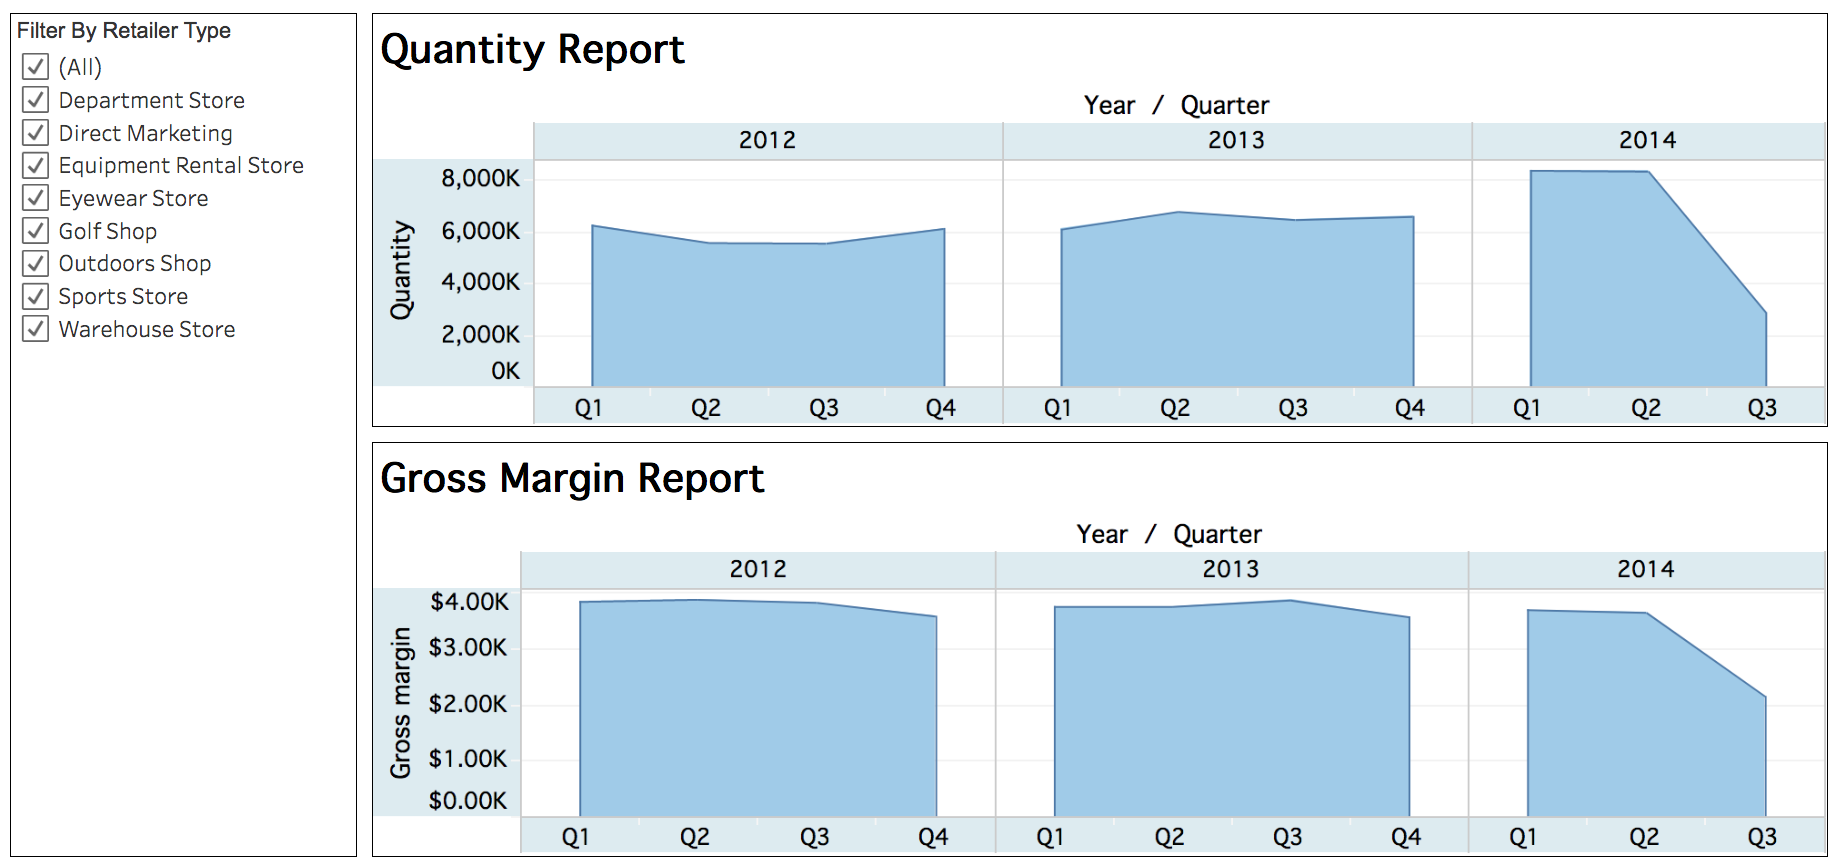 Filter By Retailer Type
(All)
Department Store
Direct Marketing
Equipment Rental Store
Eyewear Store
Golf Shop
Outdoors Shop
Sports Store
Warehouse Store
Quantity Report
Year / Quarter
2012 2013 2014
Quantity
8,000K
6,000K
4,000K
2,000K
0K
Q1 Q2 Q3 Q4 Q1 Q2 Q3 Q4 Q1 Q2 Q3
Gross Margin Report
Year / Quarter
2012 2013 2014
Gross margin
$4.00K
$3.00K
$2.00K
$1.00K
$0.00K
Q1 Q2 Q3 Q4 Q1 Q2 Q3 Q4 Q1 Q2 Q3